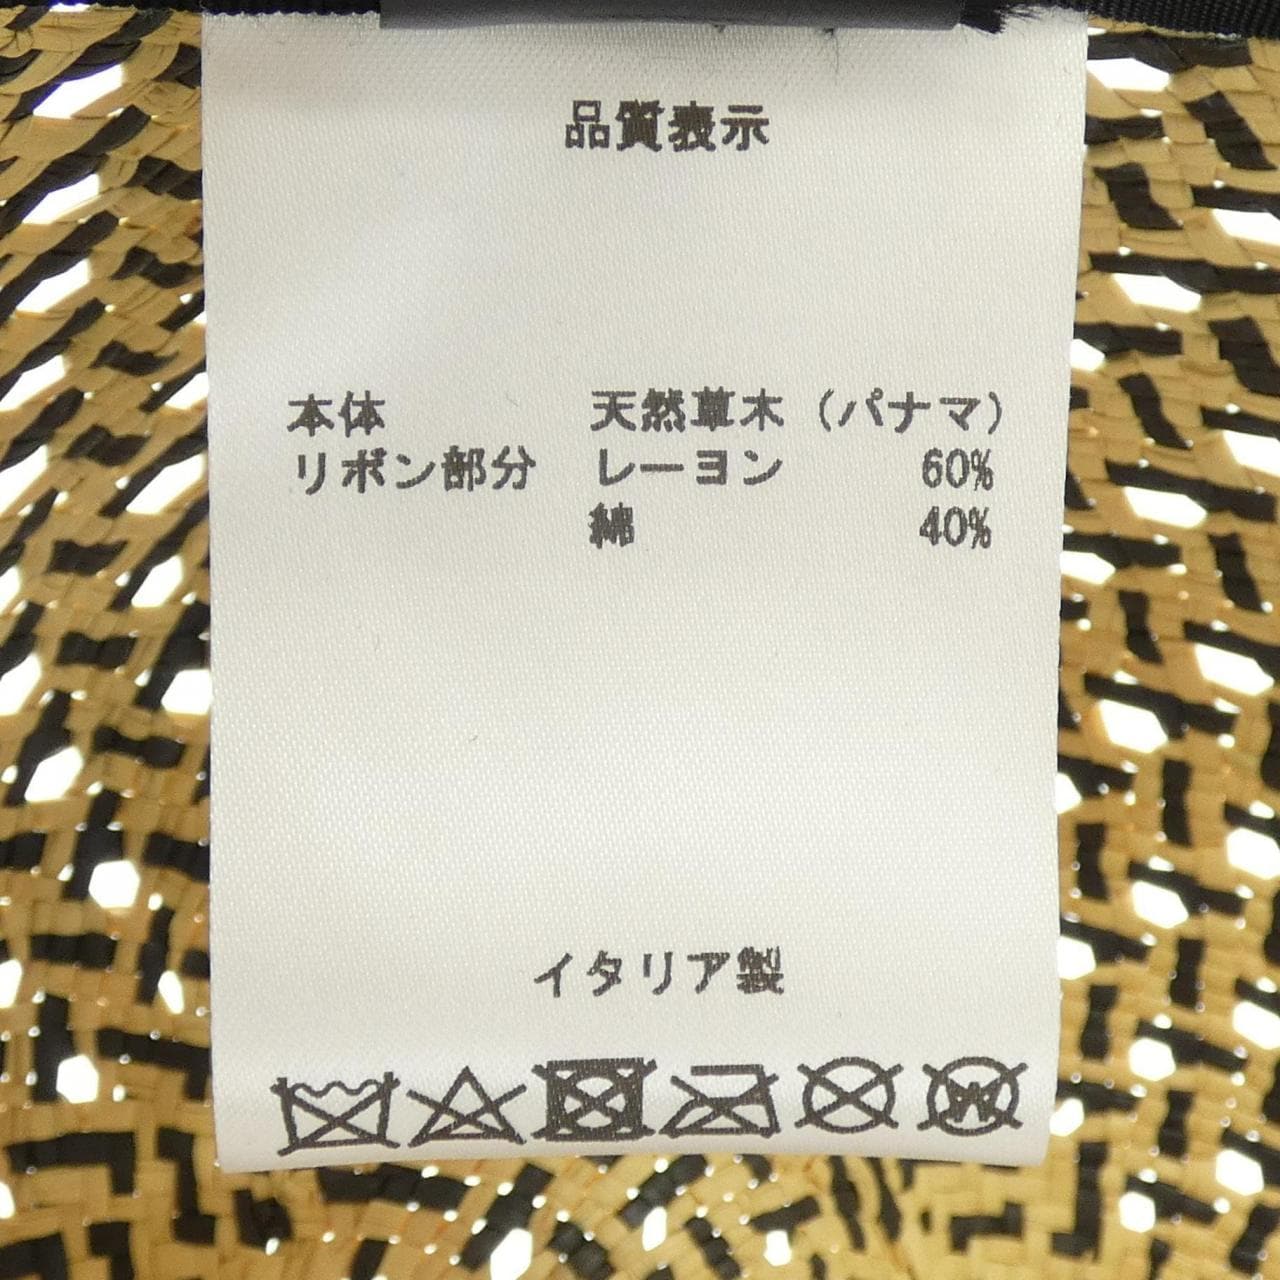 品質表示
本体 天然草木（パナマ）
リボン部分 レーヨン 60%
綿 40%
イタリア製